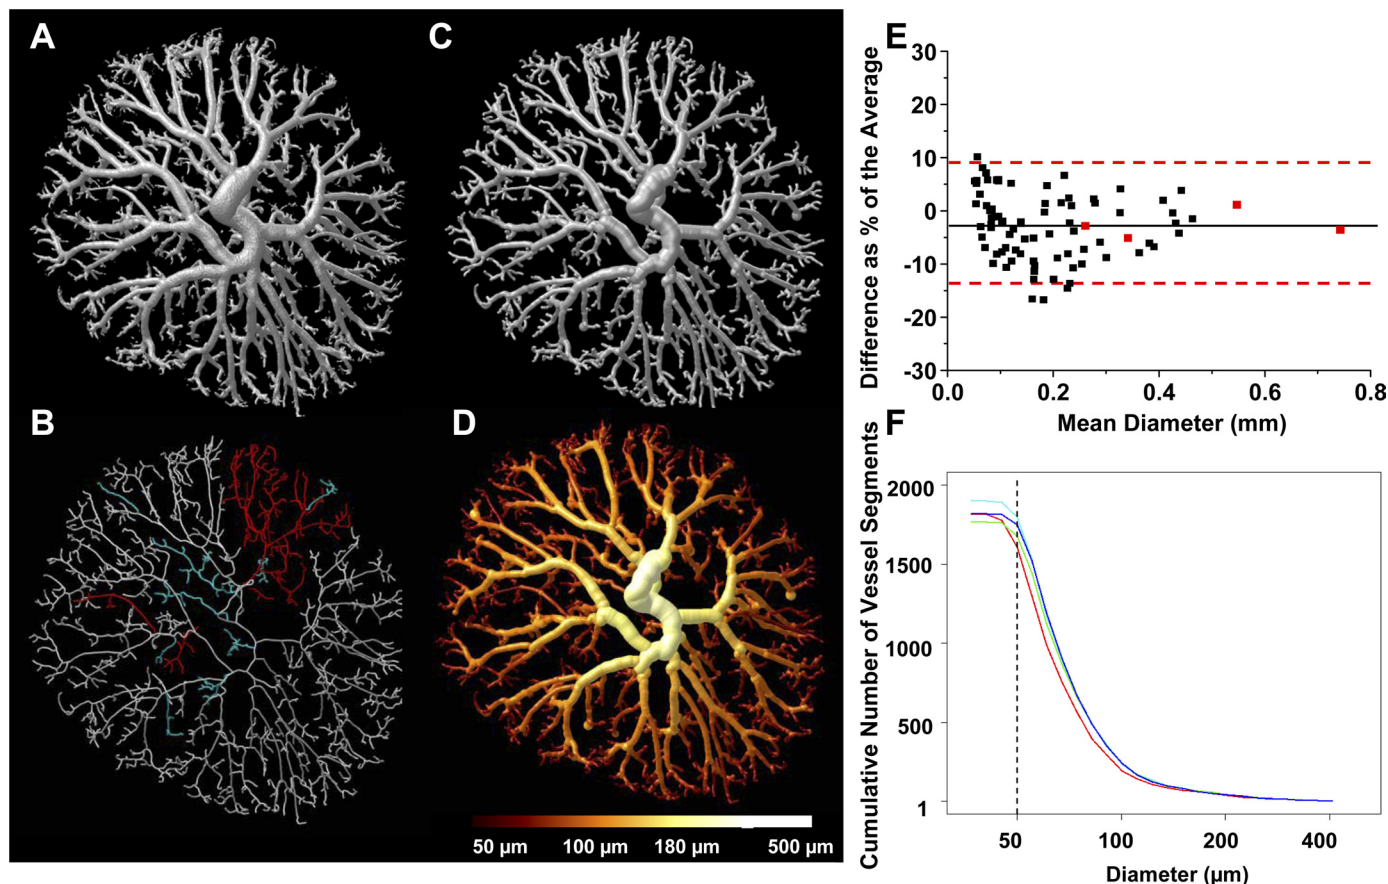 A
C
B
D
50 µm 100 µm 180 µm 500 µm
E
Difference as % of the Average
30
20
10
0
-10
-20
-30
0.0 0.2 0.4 0.6 0.8
Mean Diameter (mm)
F
Cumulative Number of Vessel Segments
2000
1500
1000
500
1
50 100 200 400
Diameter (µm)